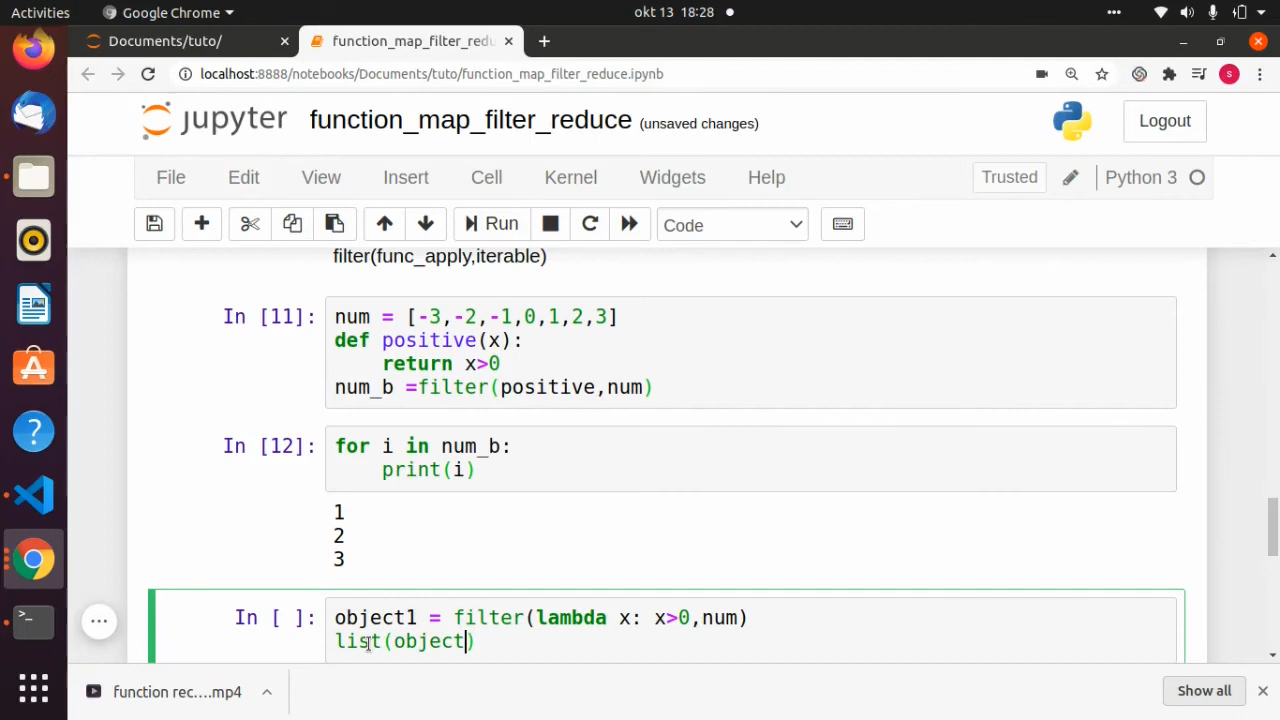 Activities
Google Chrome
okt 13 18:28
Documents/tuto/
function_map_filter_redu
localhost:8888/notebooks/Documents/tuto/function_map_filter_reduce.ipynb
s
jupyter function_map_filter_reduce (unsaved changes)
Logout
File Edit View Insert Cell Kernel Widgets Help
Trusted
Python 3
Run
Code
filter(func_apply,iterable)
In [11]: num = [-3,-2,-1,0,1,2,3]
def positive(x):
return x>0
num_b =filter(positive,num)
In [12]: for i in num_b:
print(i)
1
2
3
In [ ]: object1 = filter(lambda x: x>0,num)
list(object)
function rec....mp4
Show all